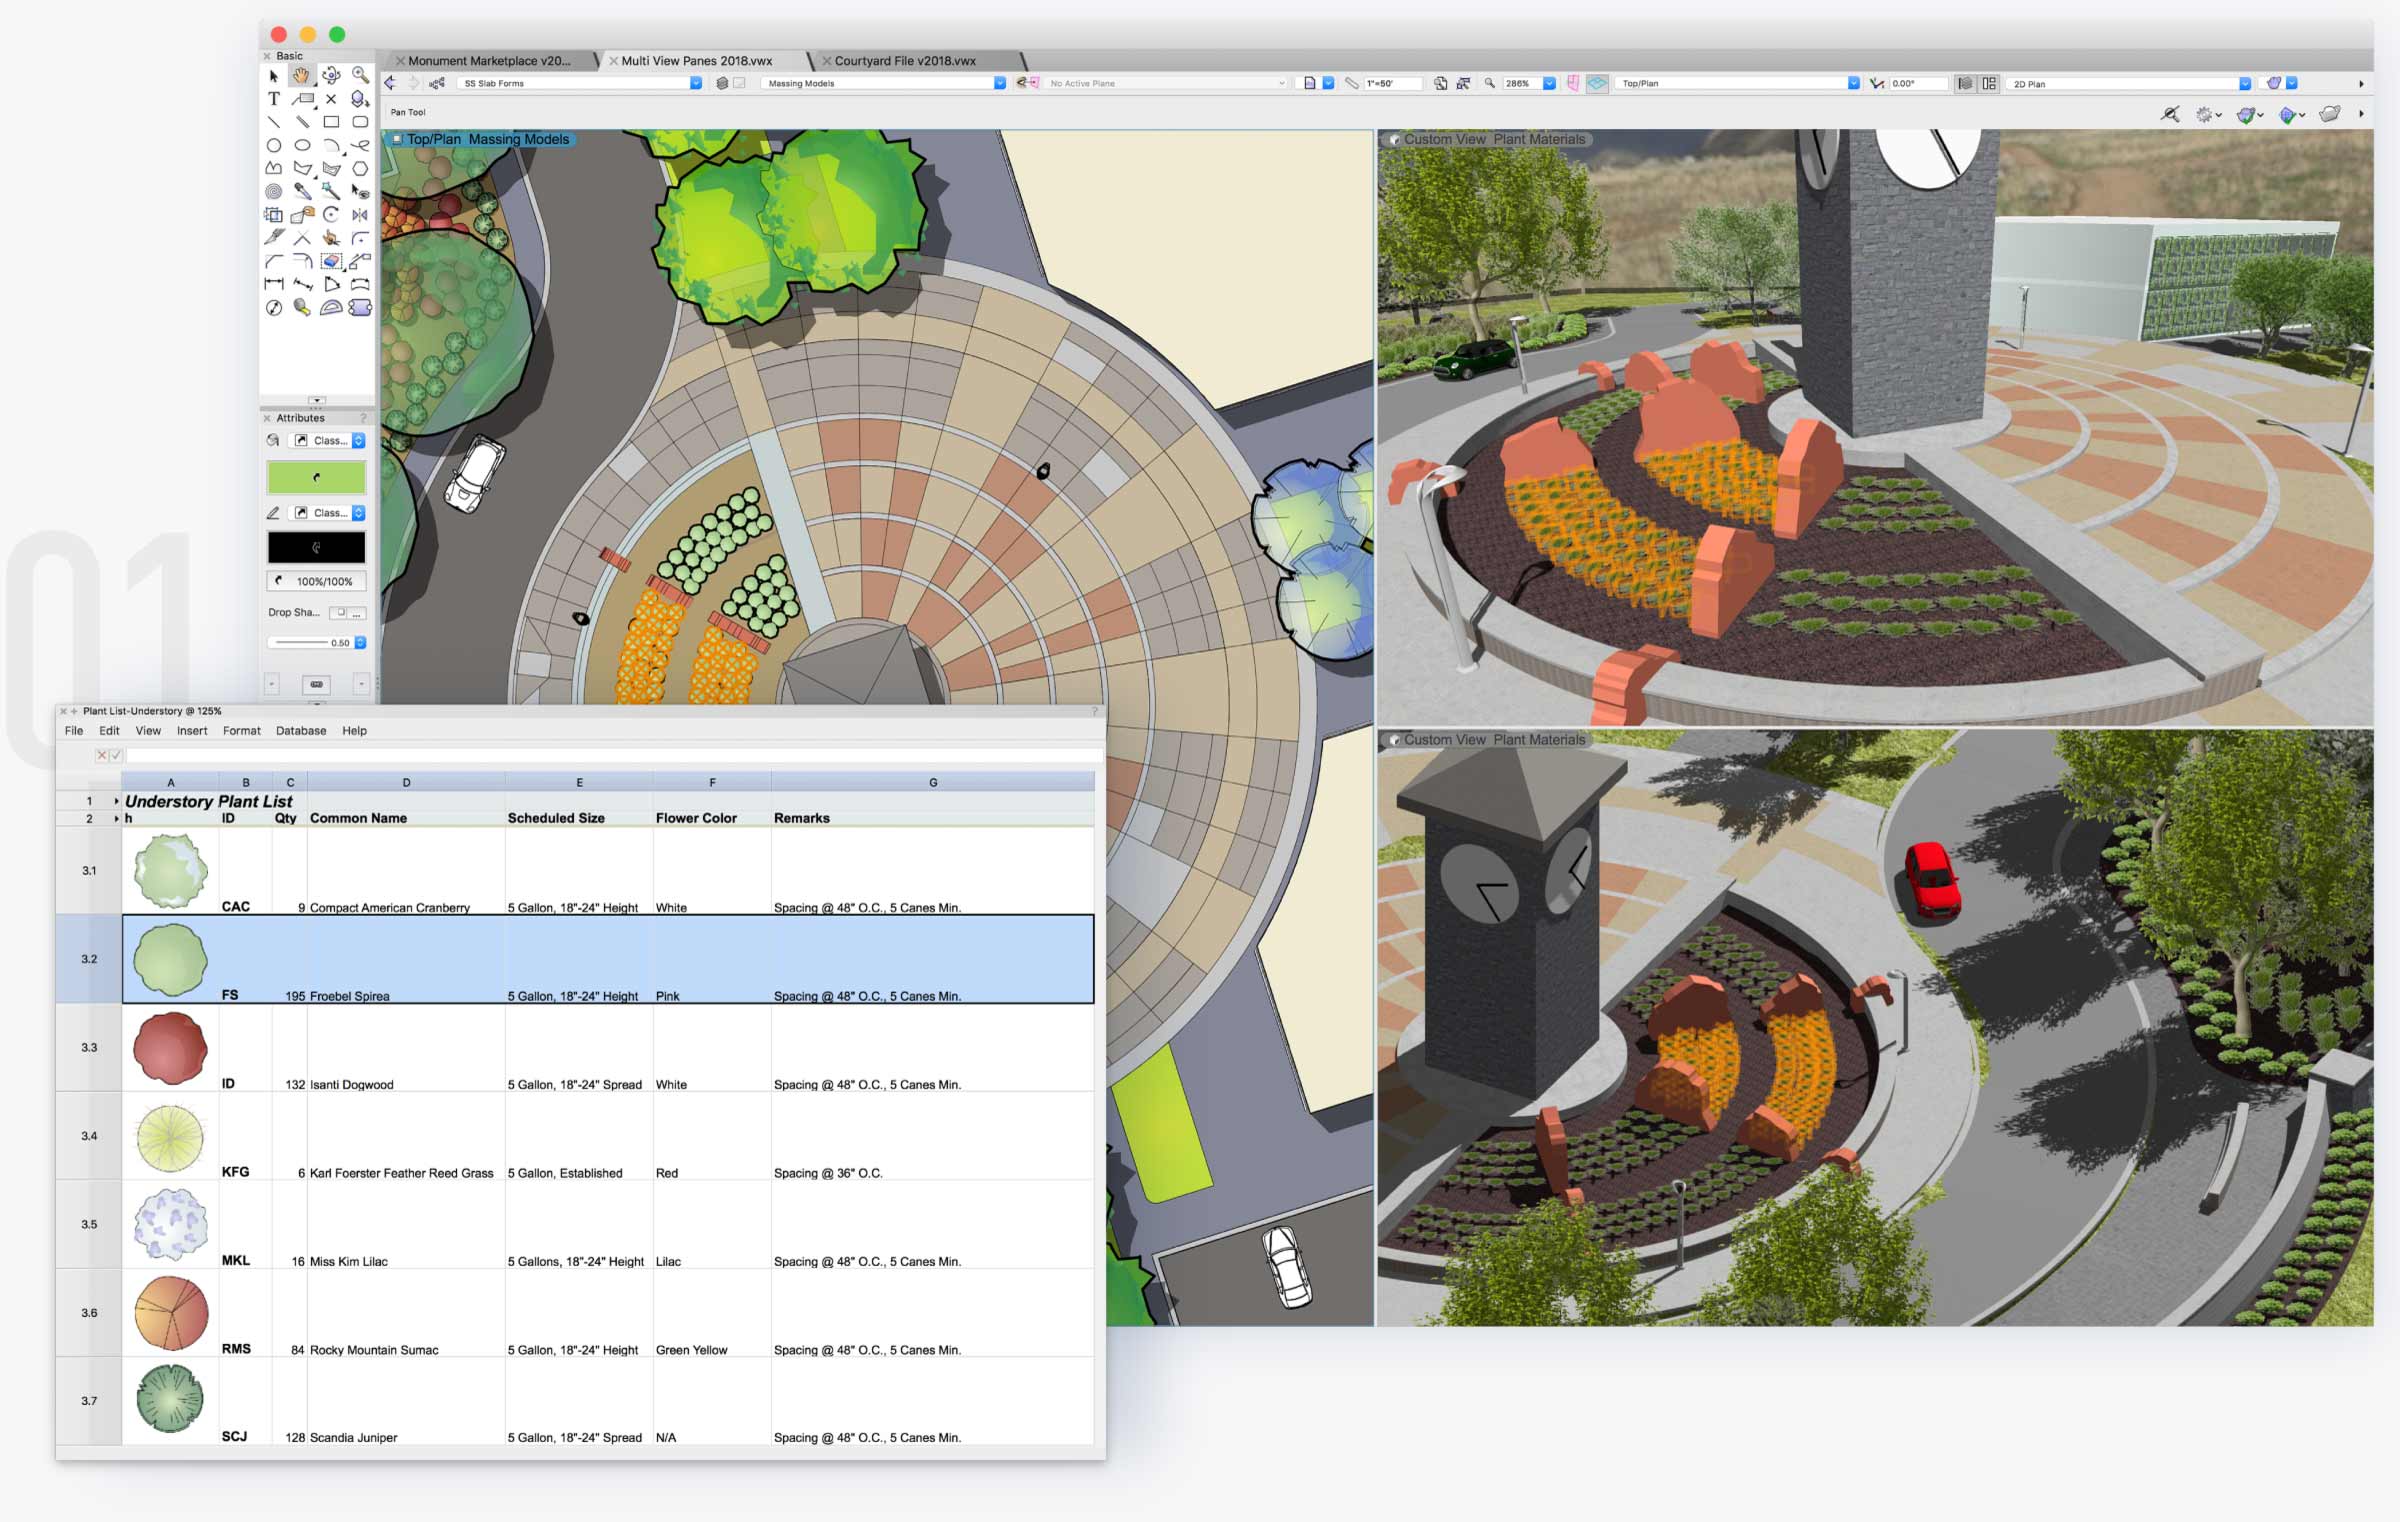 Basic
Monument Marketplace v20...
Multi View Panes 2018.vwx
Courtyard File v2018.vwx
SS Slab Forms
Massing Models
No Active Plane
1"=50'
286%
Top/Plan
0.00°
2D Plan
Pan Tool
Top/Plan Massing Models
Custom View Plant Materials
Attributes
?
Class...
Class...
100%/100%
Drop Sha...
...
0.50
01
Custom View Plant Materials
Plant List-Understory @ 125%
?
File Edit View Insert Format Database Help
A B C D E F G
1 Understory Plant List
2 h ID Qty Common Name Scheduled Size Flower Color Remarks
3.1 CAC 9 Compact American Cranberry 5 Gallon, 18"-24" Height White Spacing @ 48" O.C., 5 Canes Min.
3.2 FS 195 Froebel Spirea 5 Gallon, 18"-24" Height Pink Spacing @ 48" O.C., 5 Canes Min.
3.3 ID 132 Isanti Dogwood 5 Gallon, 18"-24" Spread White Spacing @ 48" O.C., 5 Canes Min.
3.4 KFG 6 Karl Foerster Feather Reed Grass 5 Gallon, Established Red Spacing @ 36" O.C.
3.5 MKL 16 Miss Kim Lilac 5 Gallons, 18"-24" Height Lilac Spacing @ 48" O.C., 5 Canes Min.
3.6 RMS 84 Rocky Mountain Sumac 5 Gallon, 18"-24" Height Green Yellow Spacing @ 48" O.C., 5 Canes Min.
3.7 SCJ 128 Scandia Juniper 5 Gallon, 18"-24" Spread N/A Spacing @ 48" O.C., 5 Canes Min.